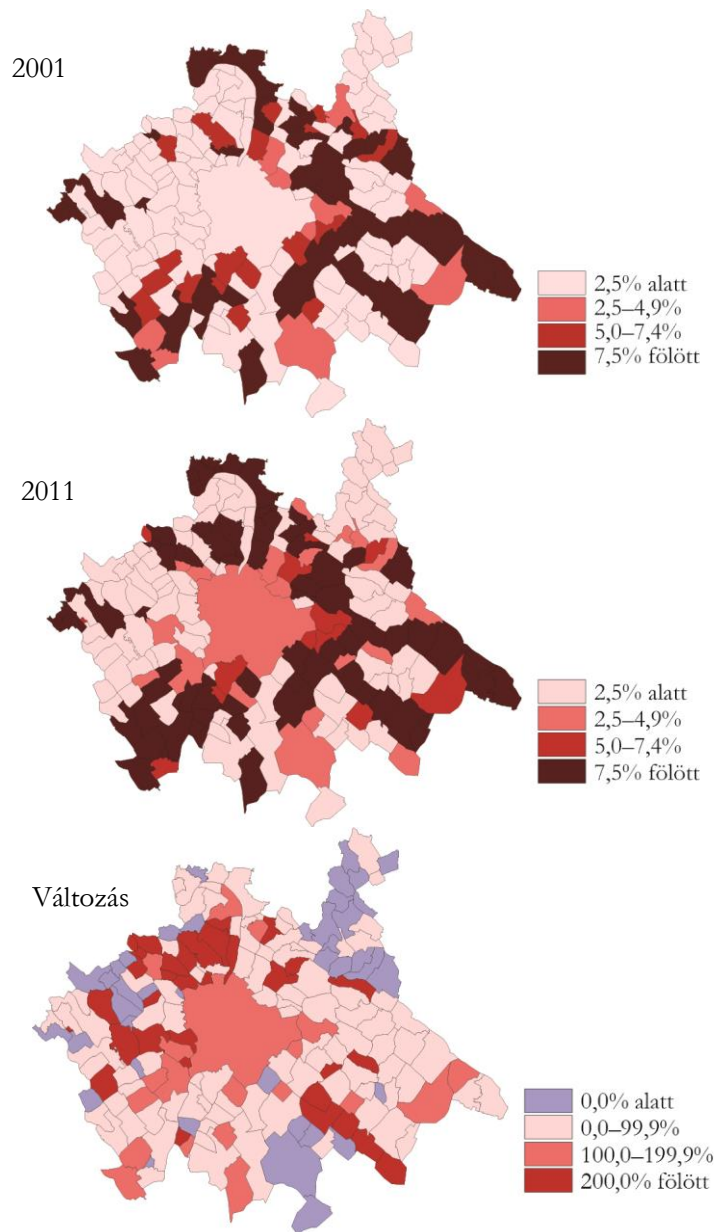 2001
2,5% alatt
2,5–4,9%
5,0–7,4%
7,5% fölött
2011
2,5% alatt
2,5–4,9%
5,0–7,4%
7,5% fölött
Változás
0,0% alatt
0,0–99,9%
100,0–199,9%
200,0% fölött